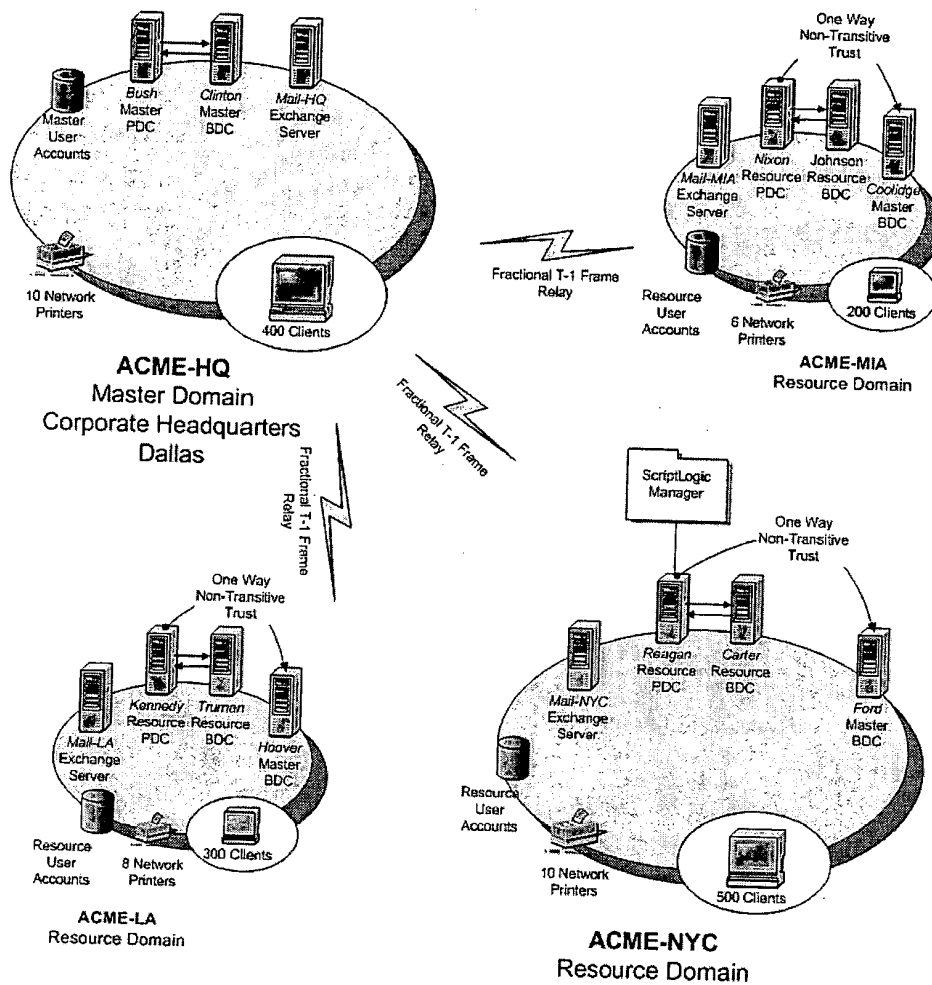 Bush
Master
PDC
Clinton
Master
BDC
Mail-HQ
Exchange
Server
Master
User
Accounts
10 Network
Printers
400 Clients
ACME-HQ
Master Domain
Corporate Headquarters
Dallas
One Way
Non-Transitive
Trust
Mail-MIA
Exchange
Server
Nixon
Resource
PDC
Johnson
Resource
BDC
Coolidge
Master
BDC
Resource
User
Accounts
6 Network
Printers
200 Clients
ACME-MIA
Resource Domain
Fractional T-1 Frame
Relay
Fractional T-1 Frame
Relay
Fractional T-1 Frame
Relay
ScriptLogic
Manager
One Way
Non-Transitive
Trust
One Way
Non-Transitive
Trust
Mail-LA
Exchange
Server
Kennedy
Resource
PDC
Truman
Resource
BDC
Hoover
Master
BDC
Resource
User
Accounts
8 Network
Printers
300 Clients
ACME-LA
Resource Domain
Mail-NYC
Exchange
Server
Reagan
Resource
PDC
Carter
Resource
BDC
Ford
Master
BDC
Resource
User
Accounts
10 Network
Printers
500 Clients
ACME-NYC
Resource Domain